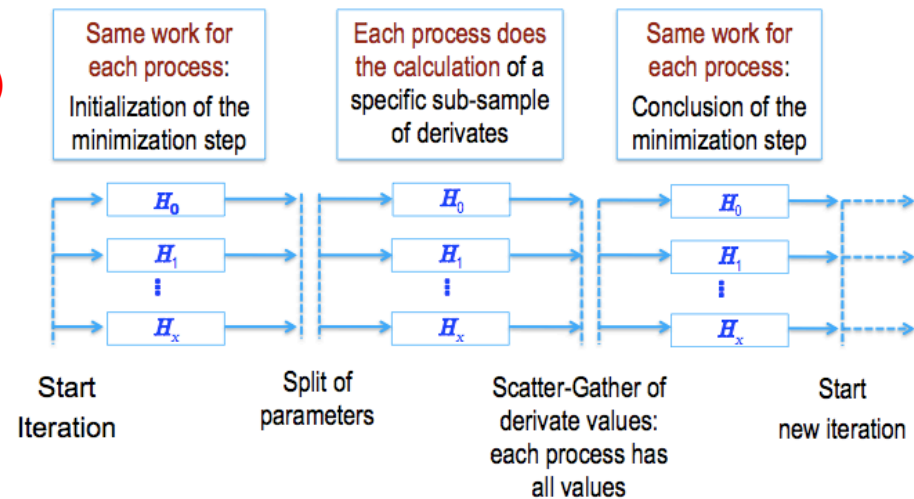 Same work for
each process:
Initialization of the
minimization step
Each process does
the calculation of a
specific sub-sample
of derivates
Same work for
each process:
Conclusion of the
minimization step
H₀
H₀
H₀
H₁
H₁
H₁
Hₓ
Hₓ
Hₓ
Start
Iteration
Split of
parameters
Scatter-Gather of
derivate values:
each process has
all values
Start
new iteration